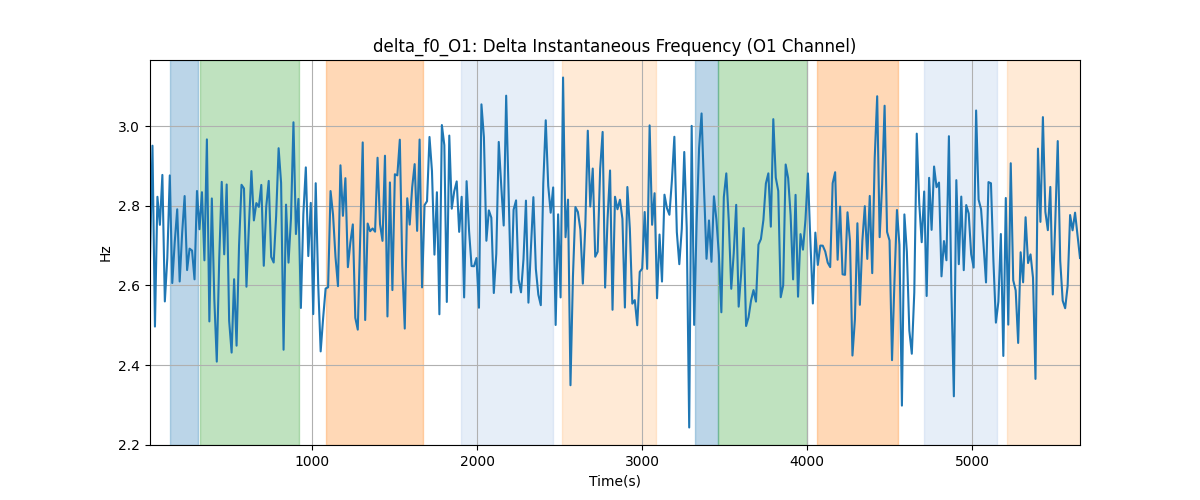 delta_f0_O1: Delta Instantaneous Frequency (O1 Channel)
Hz
3.0
2.8
2.6
2.4
2.2
1000 2000 3000 4000 5000
Time(s)